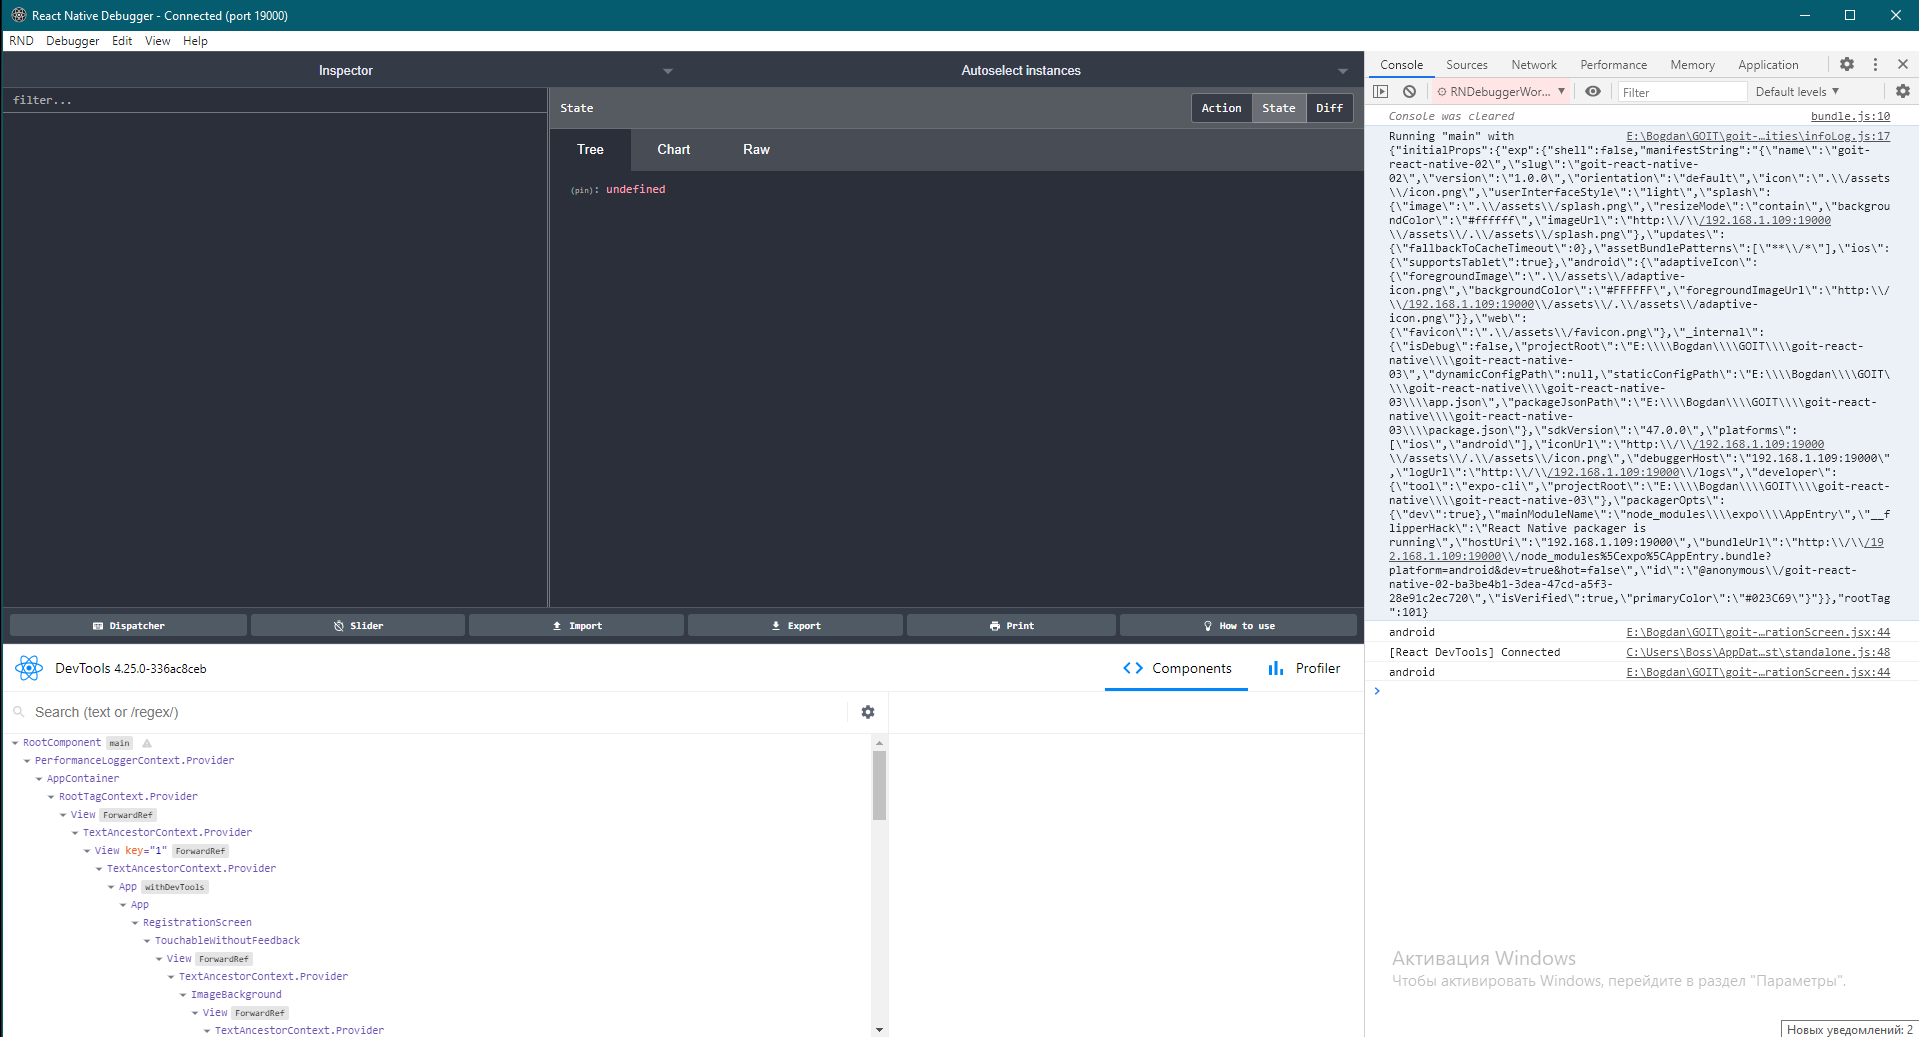 React Native Debugger - Connected (port 19000)
RND Debugger Edit View Help
Inspector
Autoselect instances
filter...
State
Action State Diff
Tree Chart Raw
(pin): undefined
Dispatcher Slider Import Export Print How to use
DevTools 4.25.0-336ac8ceb
Components Profiler
Search (text or /regex/)
RootComponent main
PerformanceLoggerContext.Provider
AppContainer
RootTagContext.Provider
View ForwardRef
TextAncestorContext.Provider
View key="1" ForwardRef
TextAncestorContext.Provider
App withDevTools
App
RegistrationScreen
TouchableWithoutFeedback
View ForwardRef
TextAncestorContext.Provider
ImageBackground
View ForwardRef
TextAncestorContext.Provider
Console Sources Network Performance Memory Application
RNDebuggerWor... Filter Default levels
Console was cleared bundle.js:10
Running "main" with E:\Bogdan\GOIT\goit-…ities\infoLog.js:17
{"initialProps":{"exp":{"shell":false,"manifestString":"{\"name\":\"goit-
react-native-02\",\"slug\":\"goit-react-native-
02\",\"version\":\"1.0.0\",\"orientation\":\"default\",\"icon\":\".\\/assets
\\/icon.png\",\"userInterfaceStyle\":\"light\",\"splash\":
{\"image\":\".\\/assets\\/splash.png\",\"resizeMode\":\"contain\",\"backgrou
ndColor\":\"#ffffff\",\"imageUrl\":\"http:\\/\\/192.168.1.109:19000
\\/assets\\/.\\/assets\\/splash.png\"},\"updates\":
{\"fallbackToCacheTimeout\":0},\"assetBundlePatterns\":[\"**\\/*\"],\"ios\":
{\"supportsTablet\":true},\"android\":{\"adaptiveIcon\":
{\"foregroundImage\":\".\\/assets\\/adaptive-
icon.png\",\"backgroundColor\":\"#FFFFFF\",\"foregroundImageUrl\":\"http:\\/
\\/192.168.1.109:19000\\/assets\\/.\\/assets\\/adaptive-
icon.png\"}},\"web\":
{\"favicon\":\".\\/assets\\/favicon.png\"},\"_internal\":
{\"isDebug\":false,\"projectRoot\":\"E:\\\\Bogdan\\\\GOIT\\\\goit-react-
native\\\\goit-react-native-
03\",\"dynamicConfigPath\":null,\"staticConfigPath\":\"E:\\\\Bogdan\\\\GOIT\
\\\goit-react-native\\\\goit-react-native-
03\\\\app.json\",\"packageJsonPath\":\"E:\\\\Bogdan\\\\GOIT\\\\goit-react-
native\\\\goit-react-native-
03\\\\package.json\"},\"sdkVersion\":\"47.0.0\",\"platforms\":
[\"ios\",\"android\"],\"iconUrl\":\"http:\\/\\/192.168.1.109:19000
\\/assets\\/.\\/assets\\/icon.png\",\"debuggerHost\":\"192.168.1.109:19000\"
,\"logUrl\":\"http:\\/\\/192.168.1.109:19000\\/logs\",\"developer\":
{\"tool\":\"expo-cli\",\"projectRoot\":\"E:\\\\Bogdan\\\\GOIT\\\\goit-react-
native\\\\goit-react-native-03\"},\"packagerOpts\":
{\"dev\":true},\"mainModuleName\":\"node_modules\\\\expo\\\\AppEntry\",\"__f
lipperHack\":\"React Native packager is
running\",\"hostUri\":\"192.168.1.109:19000\",\"bundleUrl\":\"http:\\/\\/19
2.168.1.109:19000\\/node_modules%5Cexpo%5CAppEntry.bundle?
platform=android&dev=true&hot=false\",\"id\":\"@anonymous\\/goit-react-
native-02-ba3be4b1-3dea-47cd-a5f3-
28e91c2ec720\",\"isVerified\":true,\"primaryColor\":\"#023C69\"}"}},"rootTag
":101}
android E:\Bogdan\GOIT\goit-…rationScreen.jsx:44
[React DevTools] Connected C:\Users\Boss\AppDat…st\standalone.js:48
android E:\Bogdan\GOIT\goit-…rationScreen.jsx:44
Активация Windows
Чтобы активировать Windows, перейдите в раздел "Параметры".
Новых уведомлений: 2